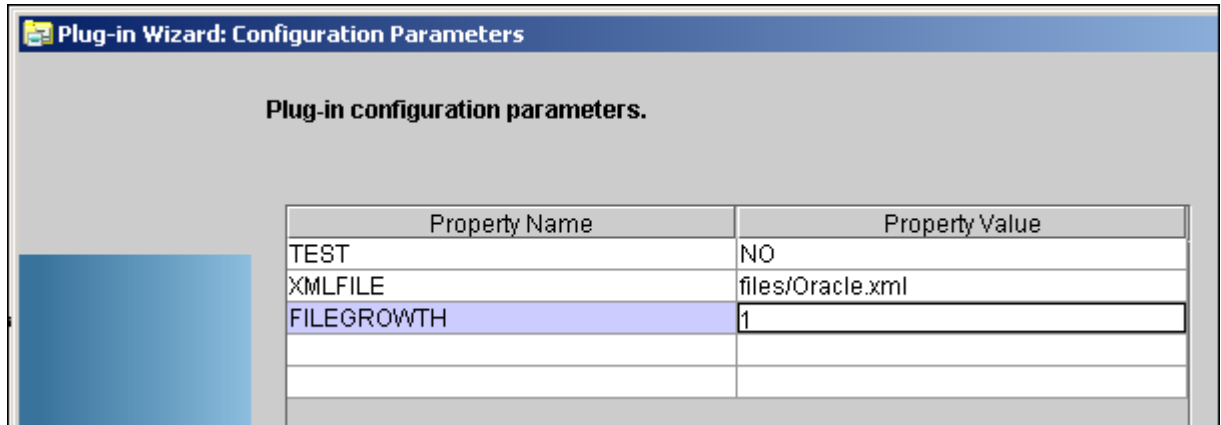 Plug-in Wizard: Configuration Parameters
Plug-in configuration parameters.
Property Name Property Value
TEST NO
XMLFILE files/Oracle.xml
FILEGROWTH 1